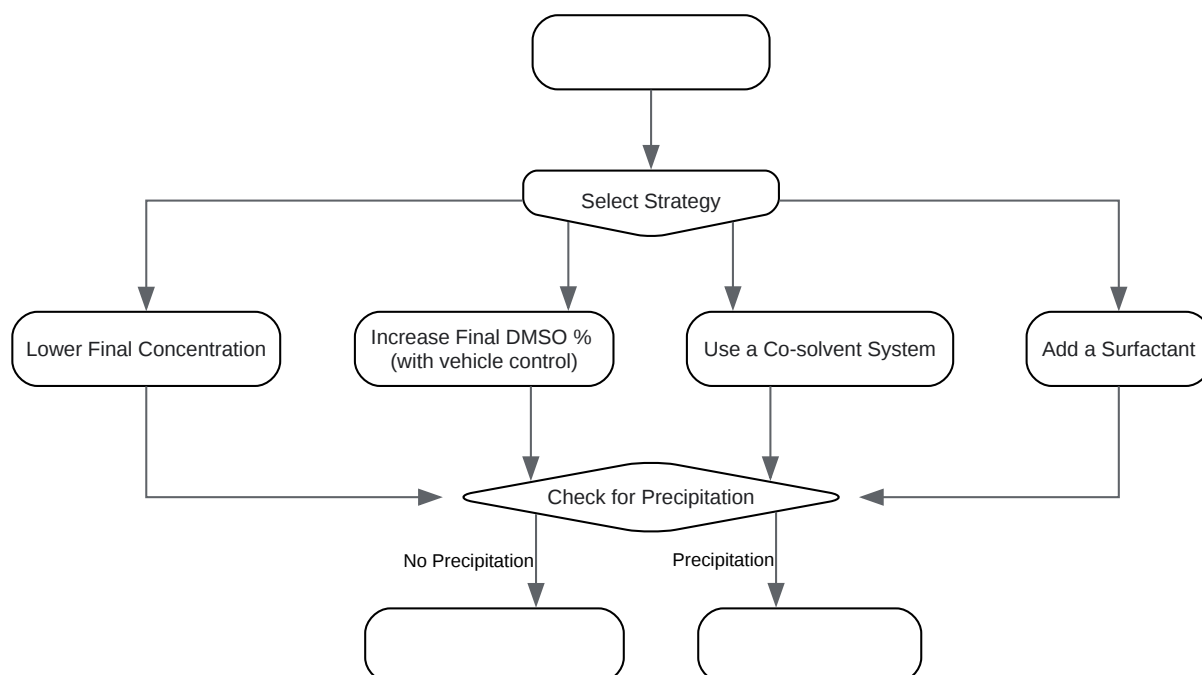 Select Strategy
Lower Final Concentration
Increase Final DMSO %
(with vehicle control)
Use a Co-solvent System
Add a Surfactant
Check for Precipitation
No Precipitation
Precipitation